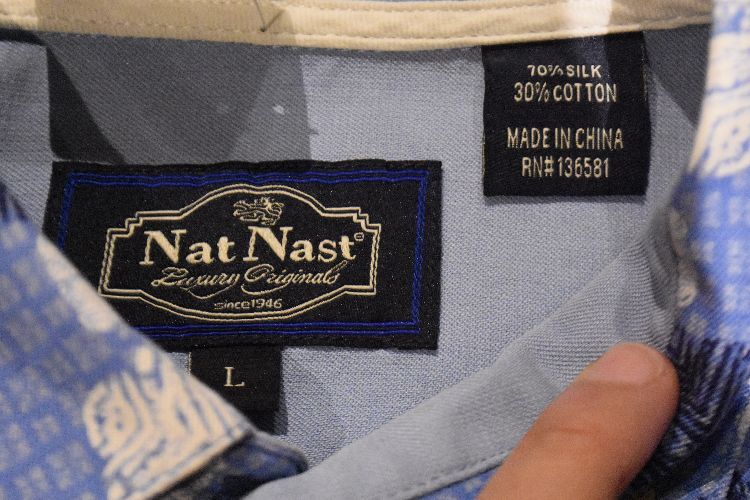 Nat Nast®
Luxury Originals
since 1946
L
70% SILK
30% COTTON
MADE IN CHINA
RN# 136581